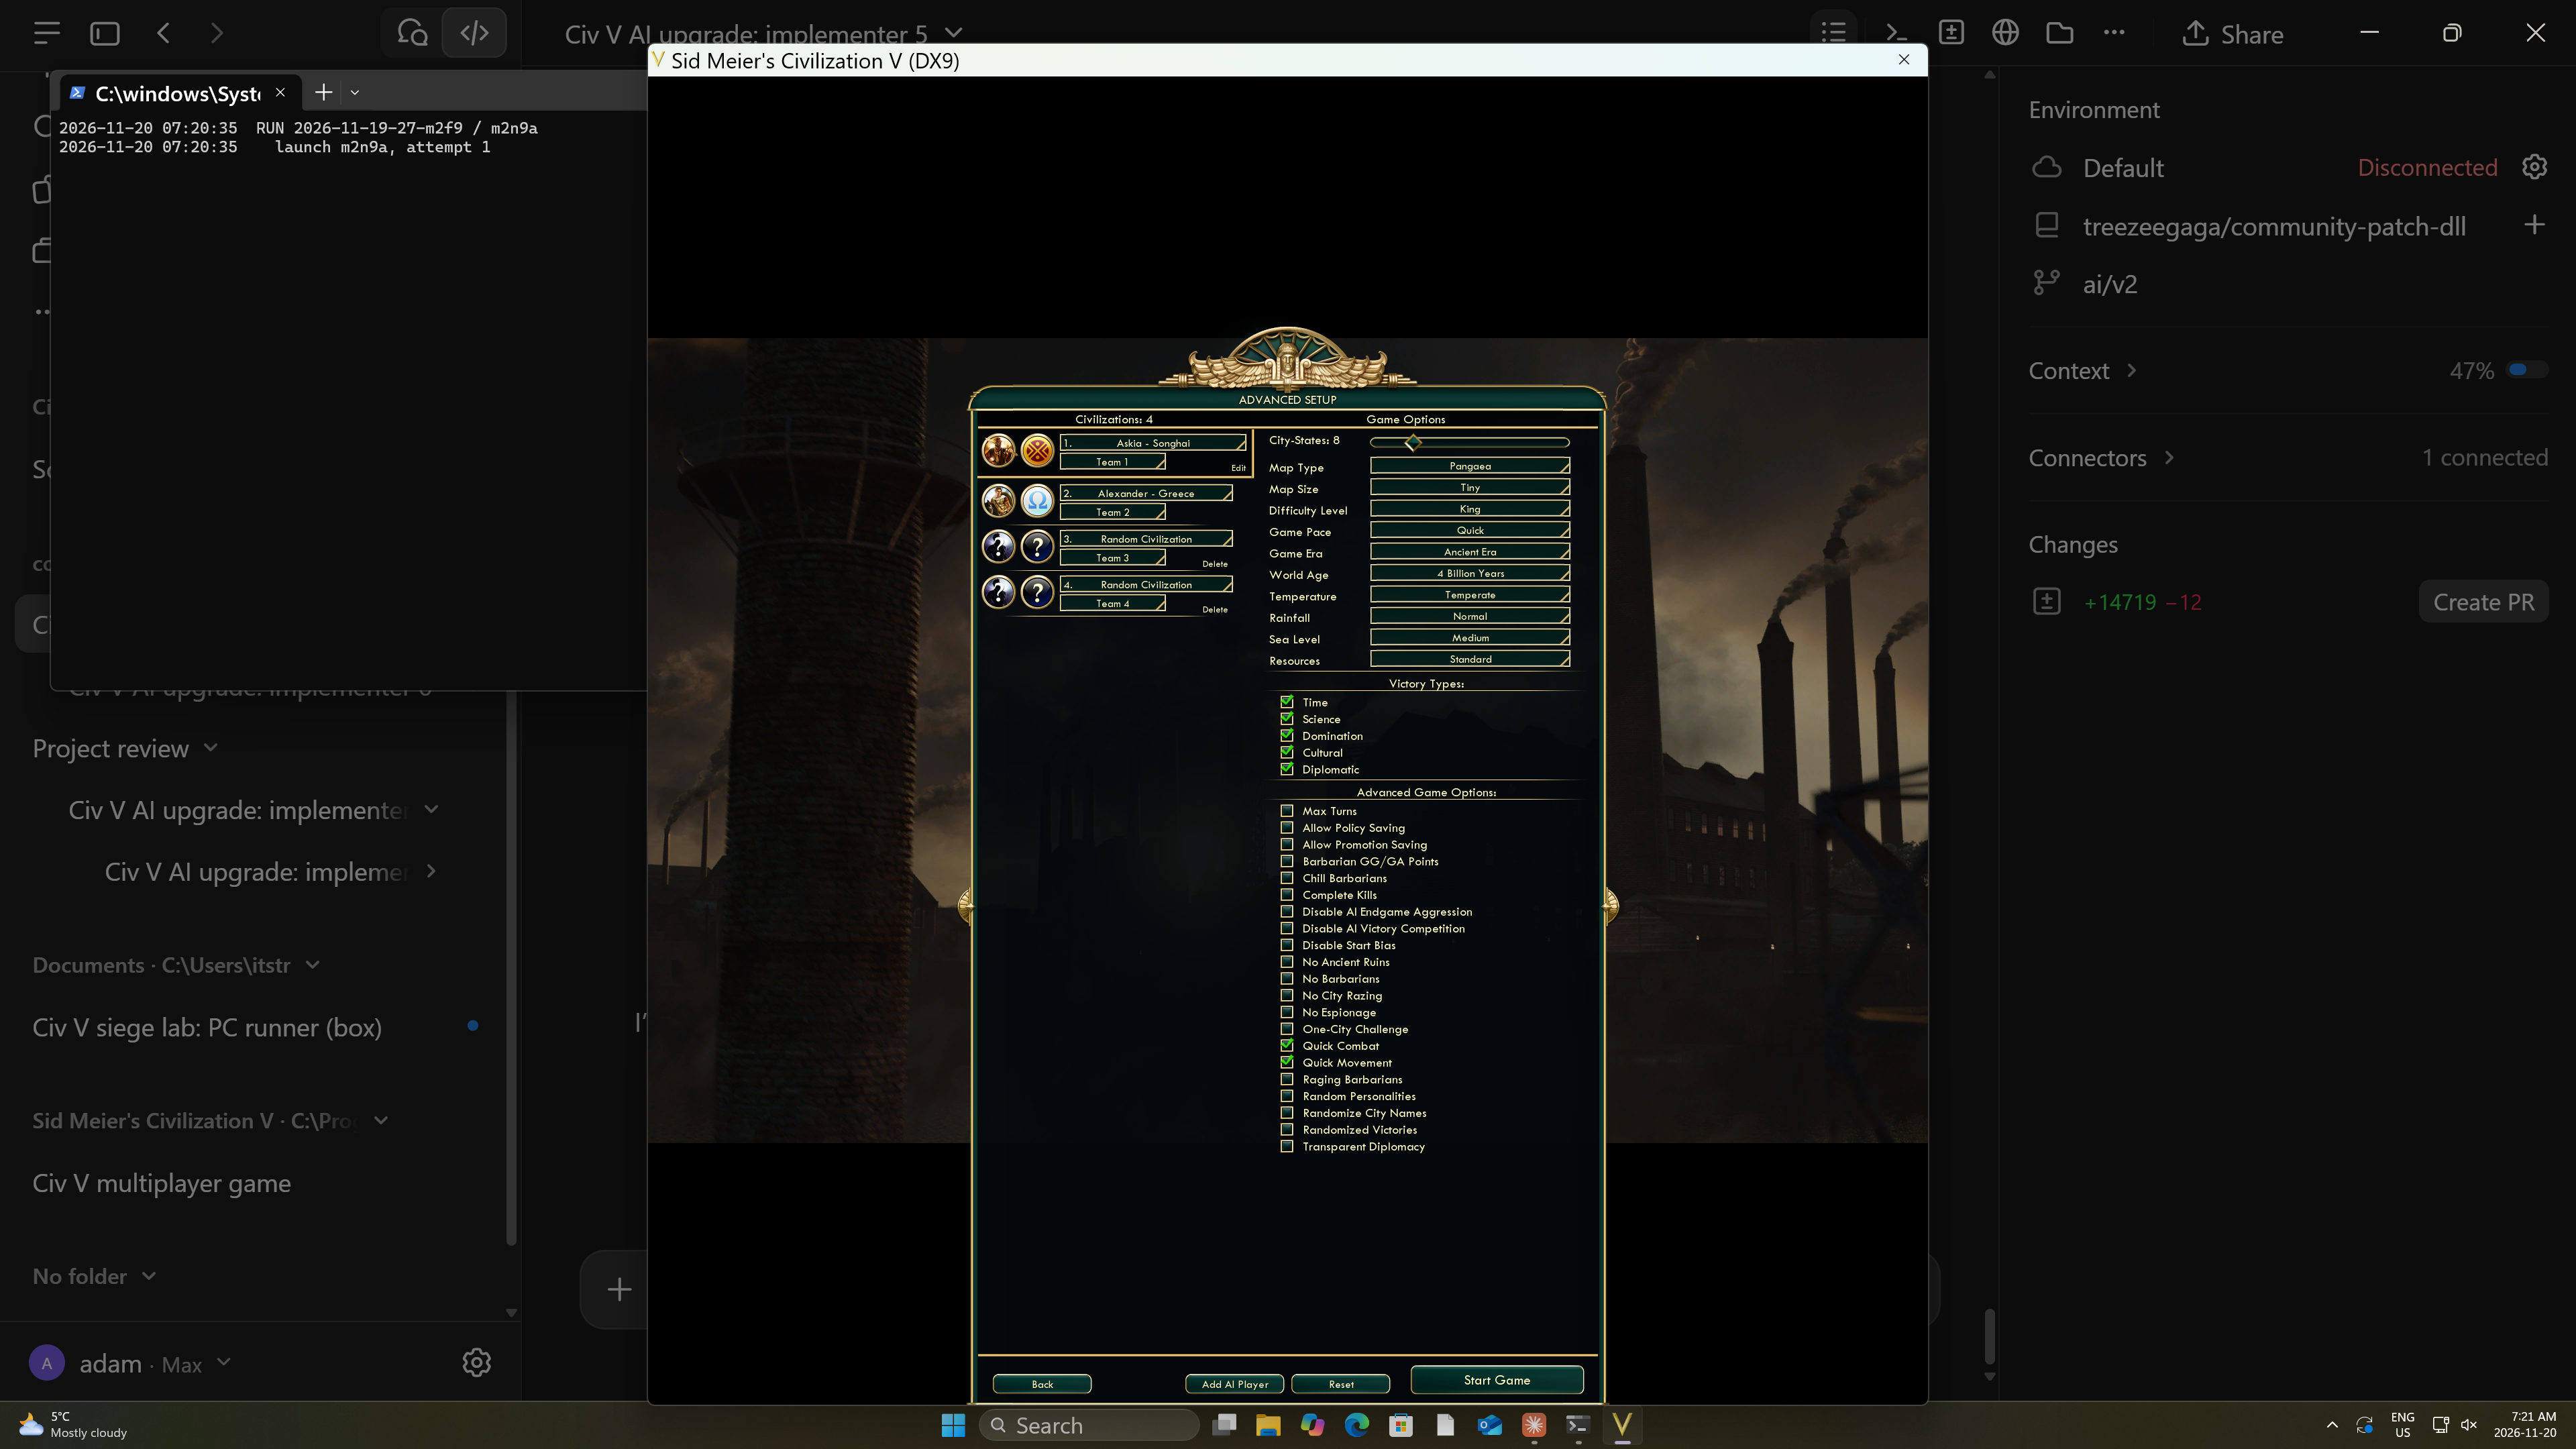 Civ V AI upgrade: implementer 5
Share
C:\windows\Syst
2026-11-20 07:20:35  RUN 2026-11-19-27-m2f9 / m2n9a
2026-11-20 07:20:35    launch m2n9a, attempt 1
Project review
Civ V AI upgrade: implementer
Civ V AI upgrade: impleme
Documents · C:\Users\itstr
Civ V siege lab: PC runner (box)
Sid Meier's Civilization V · C:\Pro
Civ V multiplayer game
No folder
A
adam · Max
Sid Meier's Civilization V (DX9)
ADVANCED SETUP
Civilizations: 4
1. Askia - Songhai
Team 1
Edit
2. Alexander - Greece
Team 2
3. Random Civilization
Team 3
Delete
4. Random Civilization
Team 4
Delete
Game Options
City-States: 8
Map Type Pangaea
Map Size Tiny
Difficulty Level King
Game Pace Quick
Game Era Ancient Era
World Age 4 Billion Years
Temperature Temperate
Rainfall Normal
Sea Level Medium
Resources Standard
Victory Types:
Time
Science
Domination
Cultural
Diplomatic
Advanced Game Options:
Max Turns
Allow Policy Saving
Allow Promotion Saving
Barbarian GG/GA Points
Chill Barbarians
Complete Kills
Disable AI Endgame Aggression
Disable AI Victory Competition
Disable Start Bias
No Ancient Ruins
No Barbarians
No City Razing
No Espionage
One-City Challenge
Quick Combat
Quick Movement
Raging Barbarians
Random Personalities
Randomize City Names
Randomized Victories
Transparent Diplomacy
Back
Add AI Player
Reset
Start Game
Environment
Default Disconnected
treezeegaga/community-patch-dll
ai/v2
Context 47%
Connectors 1 connected
Changes
+14719 −12
Create PR
5°C
Mostly cloudy
Search
ENG
US
7:21 AM
2026-11-20